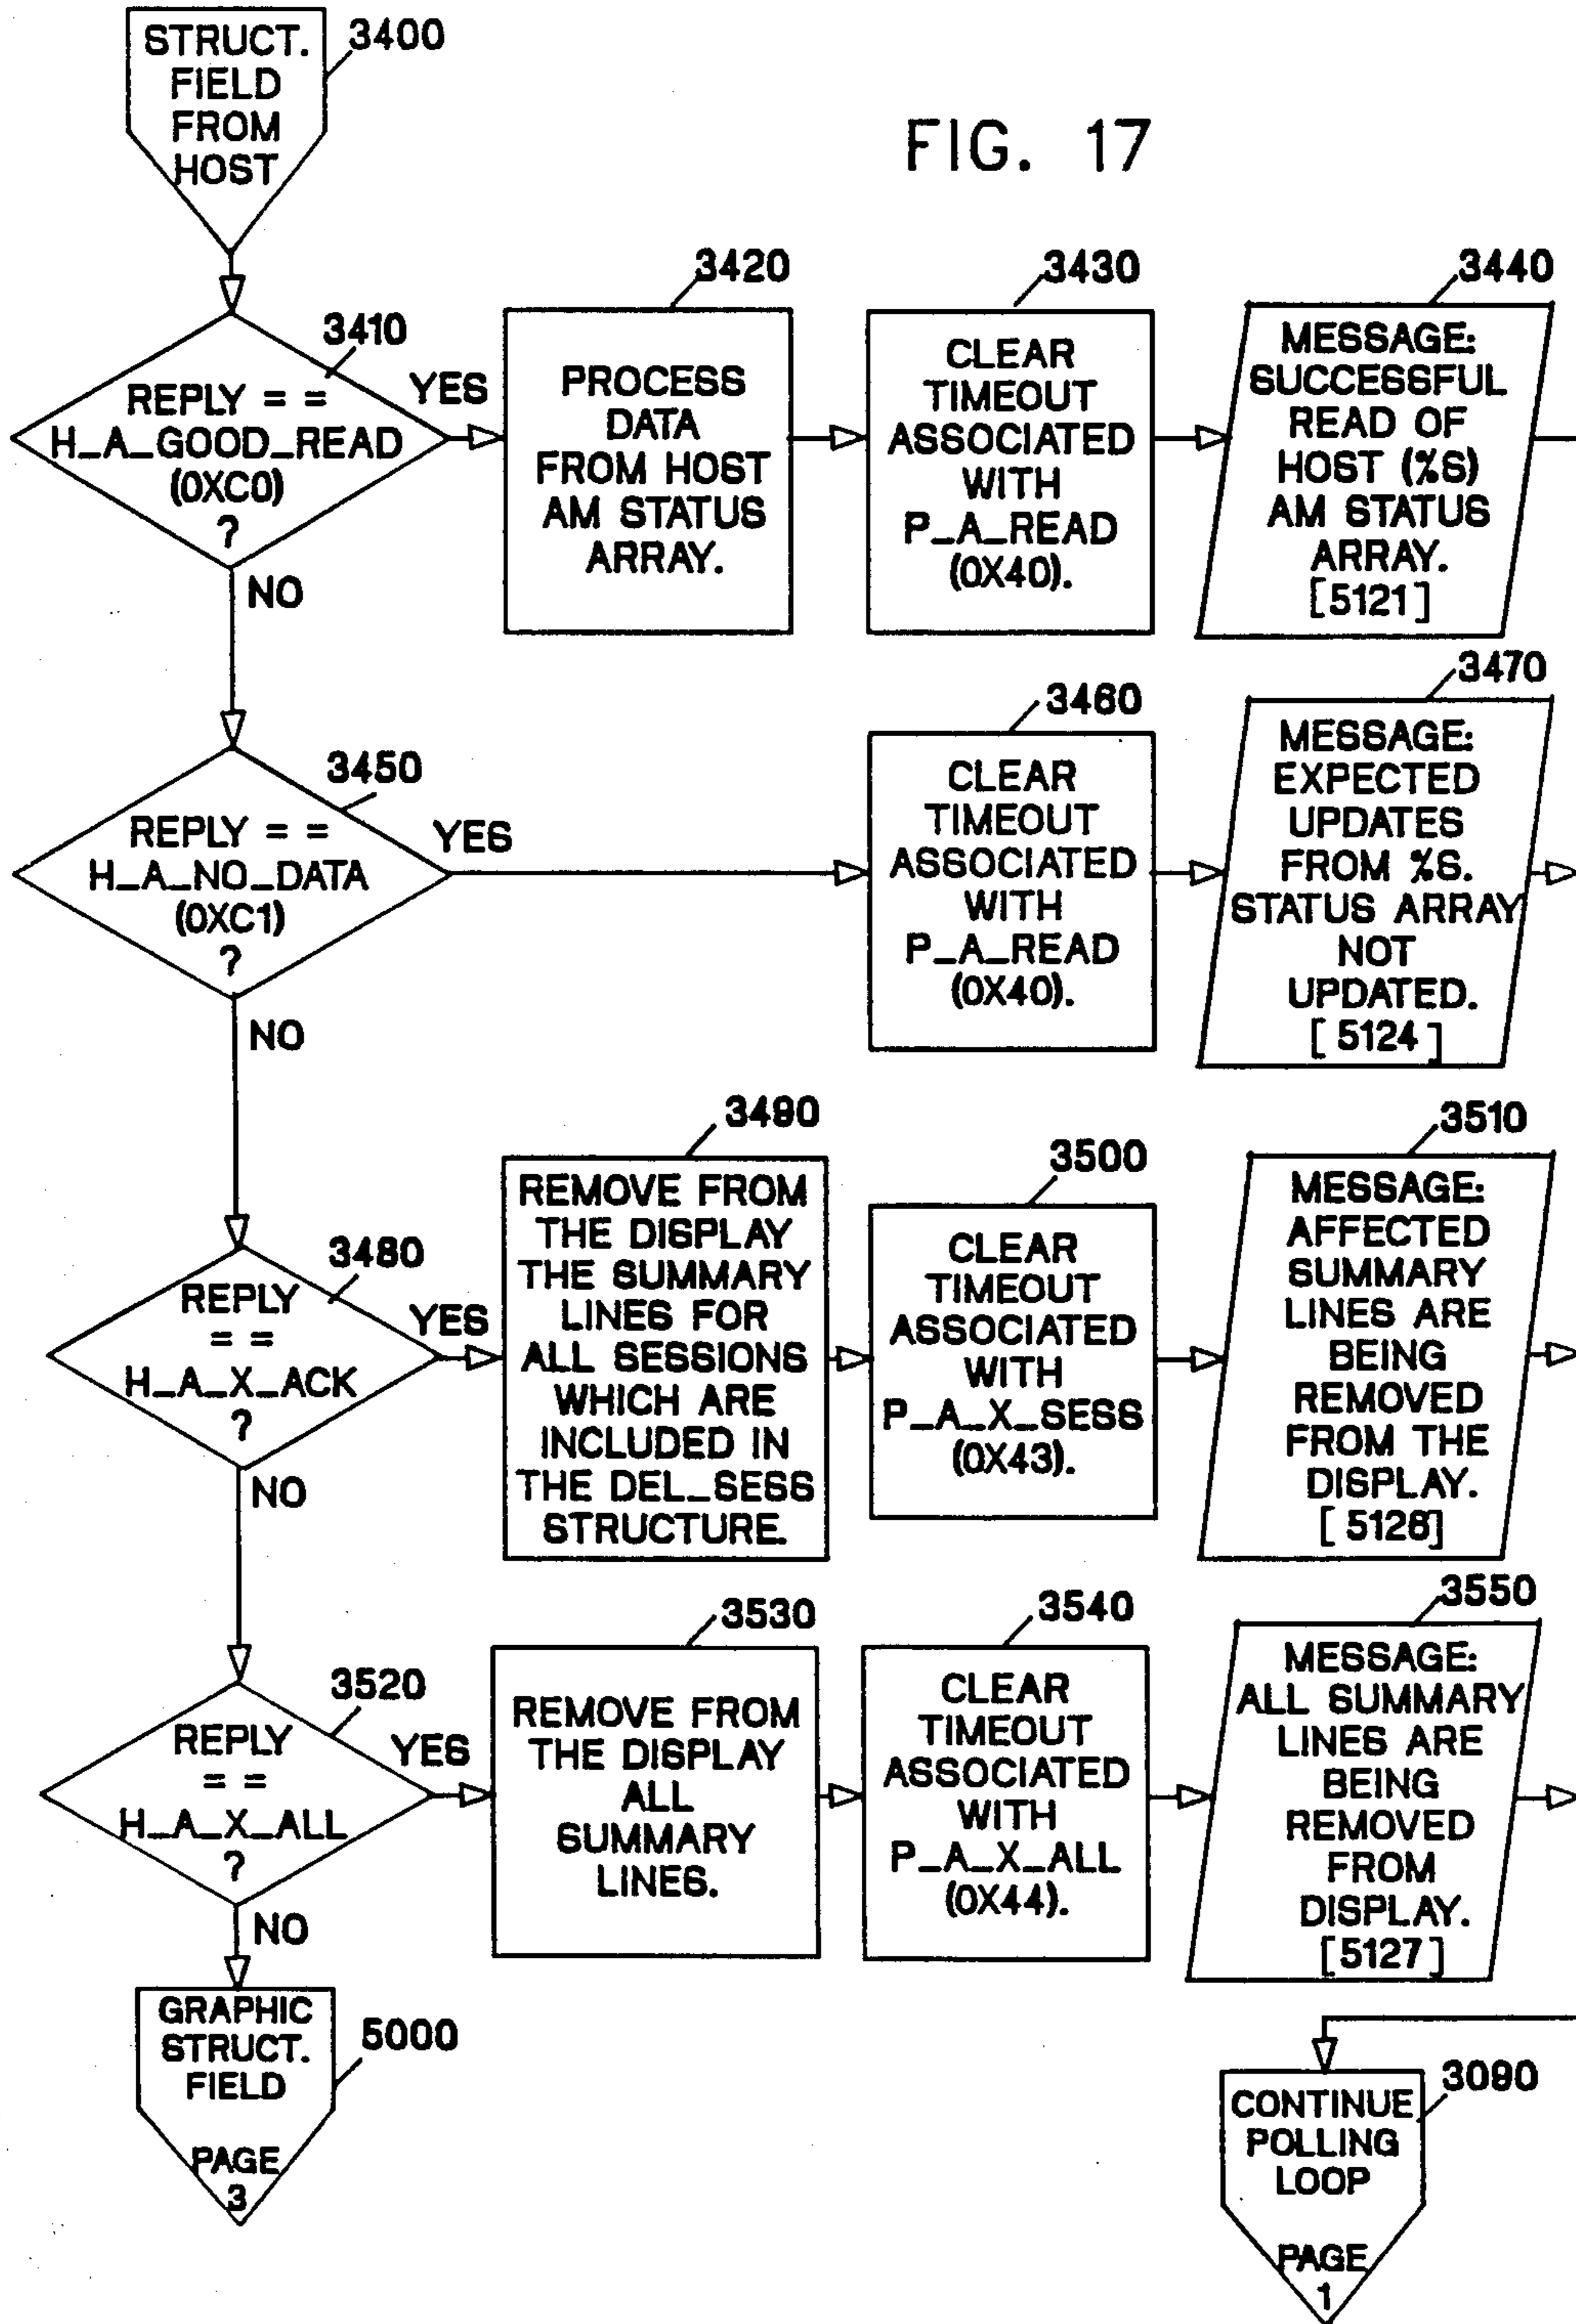 STRUCT.
FIELD
FROM
HOST
3400
FIG. 17
3410
REPLY = =
H_A_GOOD_READ
(0XC0)
?
YES
NO
3420
PROCESS
DATA
FROM HOST
AM STATUS
ARRAY.
3430
CLEAR
TIMEOUT
ASSOCIATED
WITH
P_A_READ
(0X40).
3440
MESSAGE:
SUCCESSFUL
READ OF
HOST (%S)
AM STATUS
ARRAY.
[5121]
3450
REPLY = =
H_A_NO_DATA
(0XC1)
?
YES
NO
3460
CLEAR
TIMEOUT
ASSOCIATED
WITH
P_A_READ
(0X40).
3470
MESSAGE:
EXPECTED
UPDATES
FROM %S.
STATUS ARRAY
NOT
UPDATED.
[5124]
3480
REPLY
= =
H_A_X_ACK
?
YES
NO
3490
REMOVE FROM
THE DISPLAY
THE SUMMARY
LINES FOR
ALL SESSIONS
WHICH ARE
INCLUDED IN
THE DEL_SESS
STRUCTURE.
3500
CLEAR
TIMEOUT
ASSOCIATED
WITH
P_A_X_SESS
(0X43).
3510
MESSAGE:
AFFECTED
SUMMARY
LINES ARE
BEING
REMOVED
FROM THE
DISPLAY.
[5126]
3520
REPLY
= =
H_A_X_ALL
?
YES
NO
3530
REMOVE FROM
THE DISPLAY
ALL
SUMMARY
LINES.
3540
CLEAR
TIMEOUT
ASSOCIATED
WITH
P_A_X_ALL
(0X44).
3550
MESSAGE:
ALL SUMMARY
LINES ARE
BEING
REMOVED
FROM
DISPLAY.
[5127]
GRAPHIC
STRUCT.
FIELD
PAGE
3
5000
3090
CONTINUE
POLLING
LOOP
PAGE
1